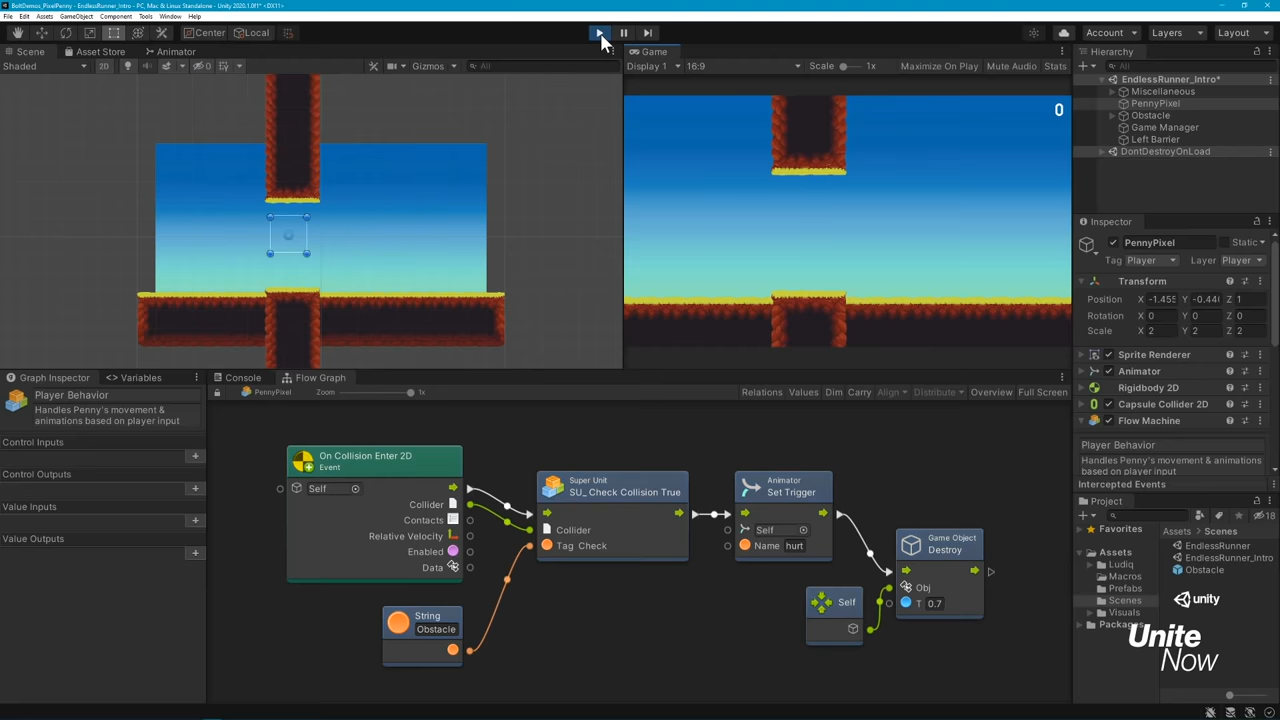 BoltDemos_PixelPenny - EndlessRunner_Intro - PC, Mac & Linux Standalone - Unity 2020.1.0f1* <DX11>
File Edit Assets GameObject Component Tools Window Help
Center Local Account Layers Layout
Scene Asset Store Animator
Shaded 2D 0 Gizmos All
Game
Display 1 16:9 Scale 1x Maximize On Play Mute Audio Stats
0
Hierarchy
All
EndlessRunner_Intro*
Miscellaneous
PennyPixel
Obstacle
Game Manager
Left Barrier
DontDestroyOnLoad
Inspector
PennyPixel Static
Tag Player Layer Player
Transform
Position X -1.455 Y -0.440 Z 1
Rotation X 0 Y 0 Z 0
Scale X 2 Y 2 Z 2
Sprite Renderer
Animator
Rigidbody 2D
Capsule Collider 2D
Flow Machine
Player Behavior
Handles Penny's movement &
animations based on player input
Intercepted Events
Graph Inspector <> Variables
Player Behavior
Handles Penny's movement &
animations based on player input
Control Inputs
Control Outputs
Value Inputs
Value Outputs
Console Flow Graph
PennyPixel Zoom 1x Relations Values Dim Carry Align Distribute Overview Full Screen
On Collision Enter 2D
Event
Self
Collider
Contacts
Relative Velocity
Enabled
Data
String
Obstacle
Super Unit
SU_ Check Collision True
Collider
Tag Check
Animator
Set Trigger
Self
Name hurt
Self
Game Object
Destroy
Obj
T 0.7
Project
18
Favorites
Assets
Ludiq
Macros
Prefabs
Scenes
Visuals
Packages
Assets > Scenes
EndlessRunner
EndlessRunner_Intro
Obstacle
unity
Unite
Now